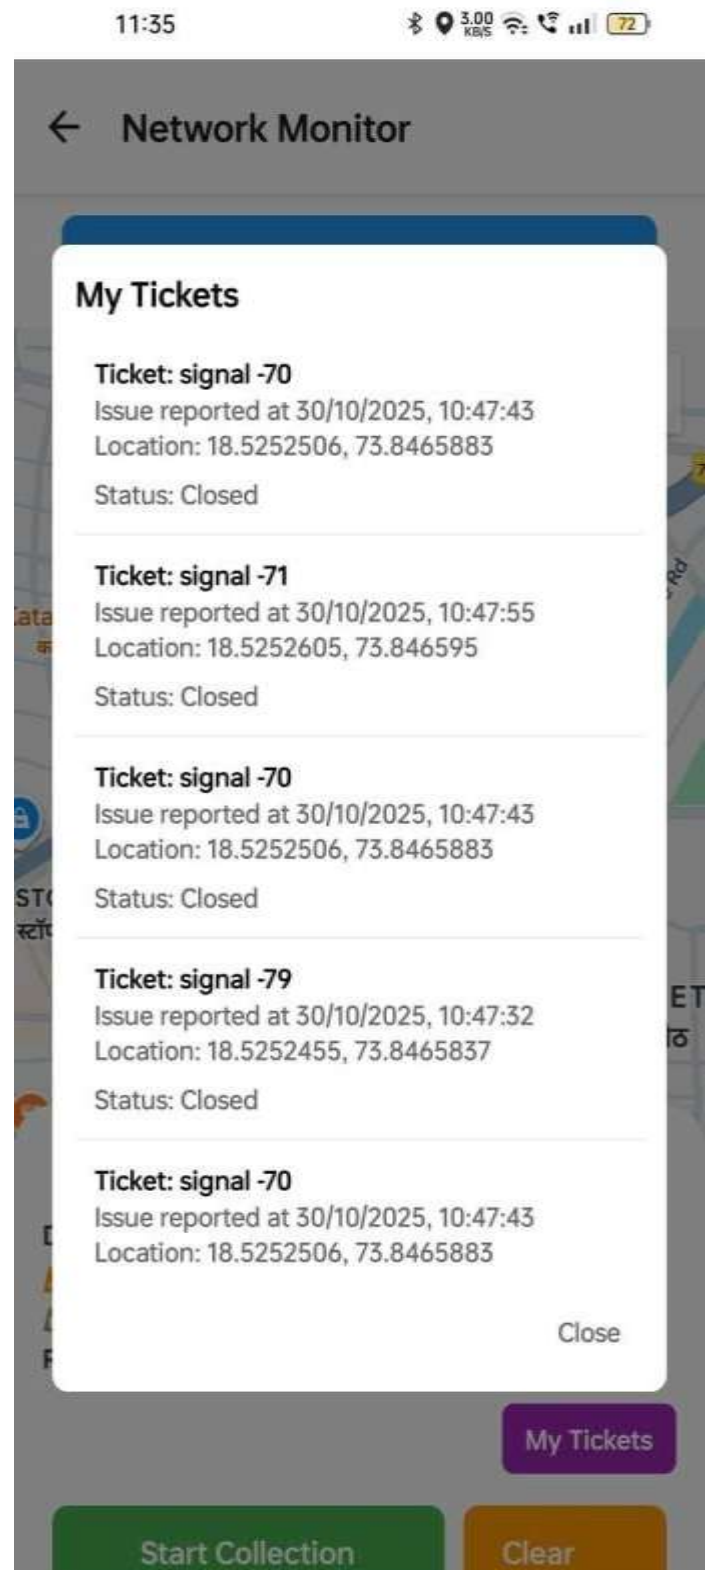 11:35
3.00
KB/S
72
Network Monitor
My Tickets
Ticket: signal -70
Issue reported at 30/10/2025, 10:47:43
Location: 18.5252506, 73.8465883
Status: Closed
Ticket: signal -71
Issue reported at 30/10/2025, 10:47:55
Location: 18.5252605, 73.846595
Status: Closed
Ticket: signal -70
Issue reported at 30/10/2025, 10:47:43
Location: 18.5252506, 73.8465883
Status: Closed
Ticket: signal -79
Issue reported at 30/10/2025, 10:47:32
Location: 18.5252455, 73.8465837
Status: Closed
Ticket: signal -70
Issue reported at 30/10/2025, 10:47:43
Location: 18.5252506, 73.8465883
Close
Rd
My Tickets
Start Collection
Clear